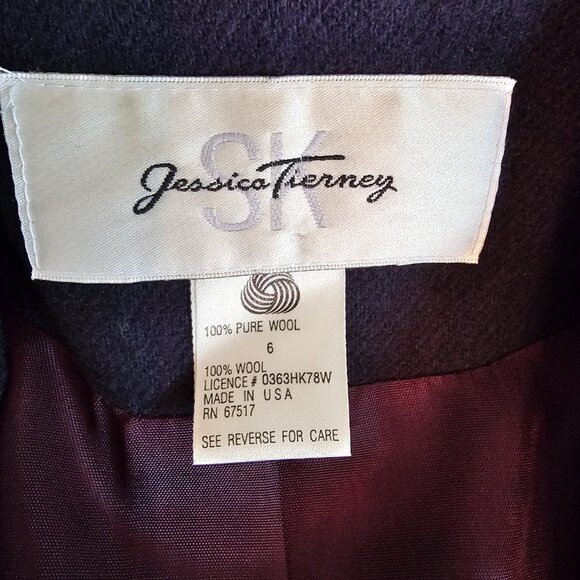 SK
Jessica Tierney
100% PURE WOOL
6
100% WOOL
LICENCE # 0363HK78W
MADE IN U S A
RN 67517
SEE REVERSE FOR CARE